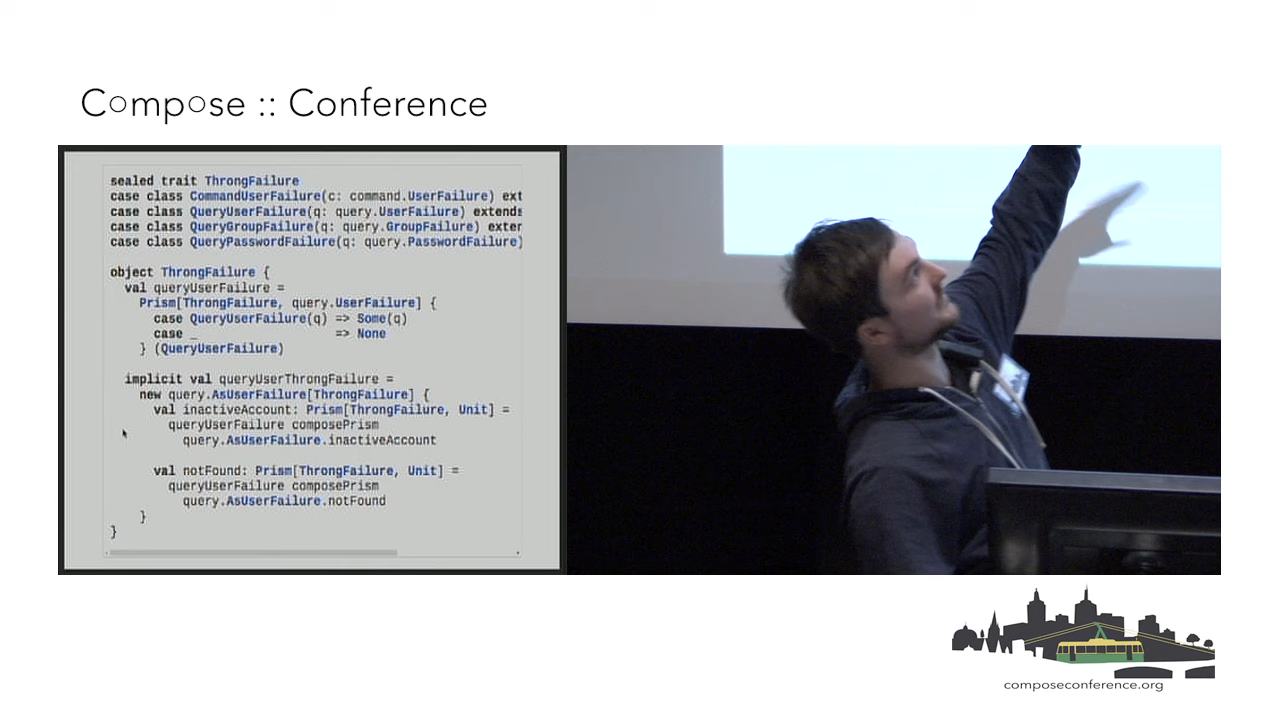 Compose :: Conference
sealed trait ThrongFailure
case class CommandUserFailure(c: command.UserFailure) ext
case class QueryUserFailure(q: query.UserFailure) extends
case class QueryGroupFailure(q: query.GroupFailure) exter
case class QueryPasswordFailure(q: query.PasswordFailure)
object ThrongFailure {
val queryUserFailure =
Prism[ThrongFailure, query.UserFailure] {
case QueryUserFailure(q) => Some(q)
case _ => None
} (QueryUserFailure)
implicit val queryUserThrongFailure =
new query.AsUserFailure[ThrongFailure] {
val inactiveAccount: Prism[ThrongFailure, Unit] =
queryUserFailure composePrism
query.AsUserFailure.inactiveAccount
val notFound: Prism[ThrongFailure, Unit] =
queryUserFailure composePrism
query.AsUserFailure.notFound
}
}
composeconference.org